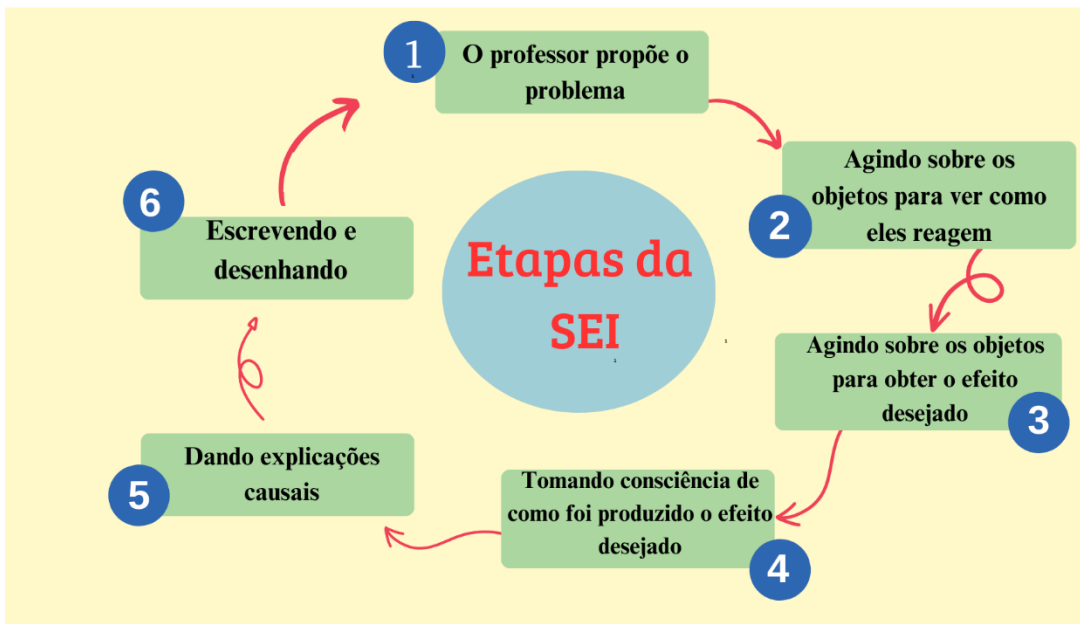 1
O professor propõe o
problema
2
Agindo sobre os
objetos para ver como
eles reagem
3
Agindo sobre os objetos
para obter o efeito
desejado
4
Tomando consciência de
como foi produzido o efeito
desejado
5
Dando explicações
causais
6
Escrevendo e
desenhando
Etapas da
SEI